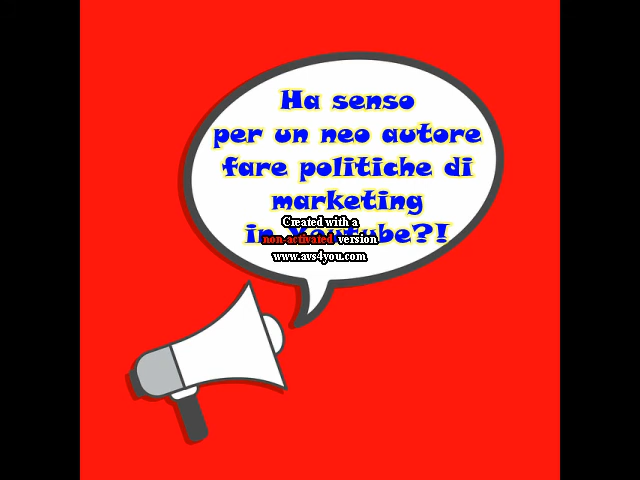 Ha senso
per un neo autore
fare politiche di
marketing
in Youtube?!
Created with a
non-activated version
www.avs4you.com